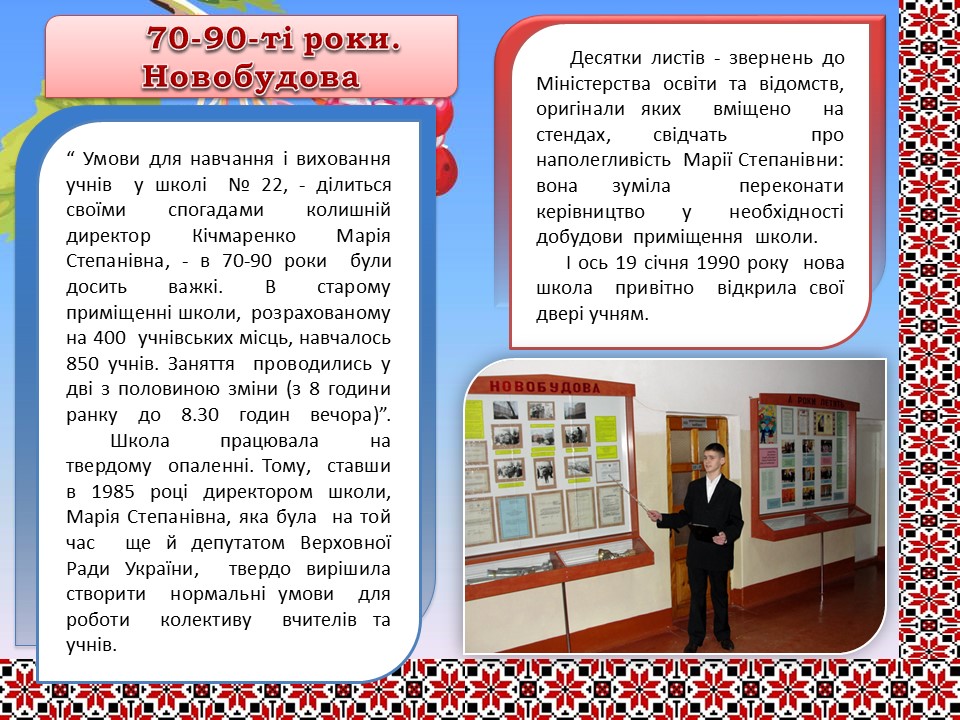 70-90-ті роки.
Новобудова
“ Умови для навчання і виховання
учнів у школі № 22, - ділиться
своїми спогадами колишній
директор Кічмаренко Марія
Степанівна, - в 70-90 роки були
досить важкі. В старому
приміщенні школи, розрахованому
на 400 учнівських місць, навчалось
850 учнів. Заняття проводились у
дві з половиною зміни (з 8 години
ранку до 8.30 годин вечора)”.
Школа працювала на
твердому опаленні. Тому, ставши
в 1985 році директором школи,
Марія Степанівна, яка була на той
час ще й депутатом Верховної
Ради України, твердо вирішила
створити нормальні умови для
роботи колективу вчителів та
учнів.
Десятки листів - звернень до
Міністерства освіти та відомств,
оригінали яких вміщено на
стендах, свідчать про
наполегливість Марії Степанівни:
вона зуміла переконати
керівництво у необхідності
добудови приміщення школи.
І ось 19 січня 1990 року нова
школа привітно відкрила свої
двері учням.
НОВОБУДОВА
А РОКИ ЛЕТЯТЬ